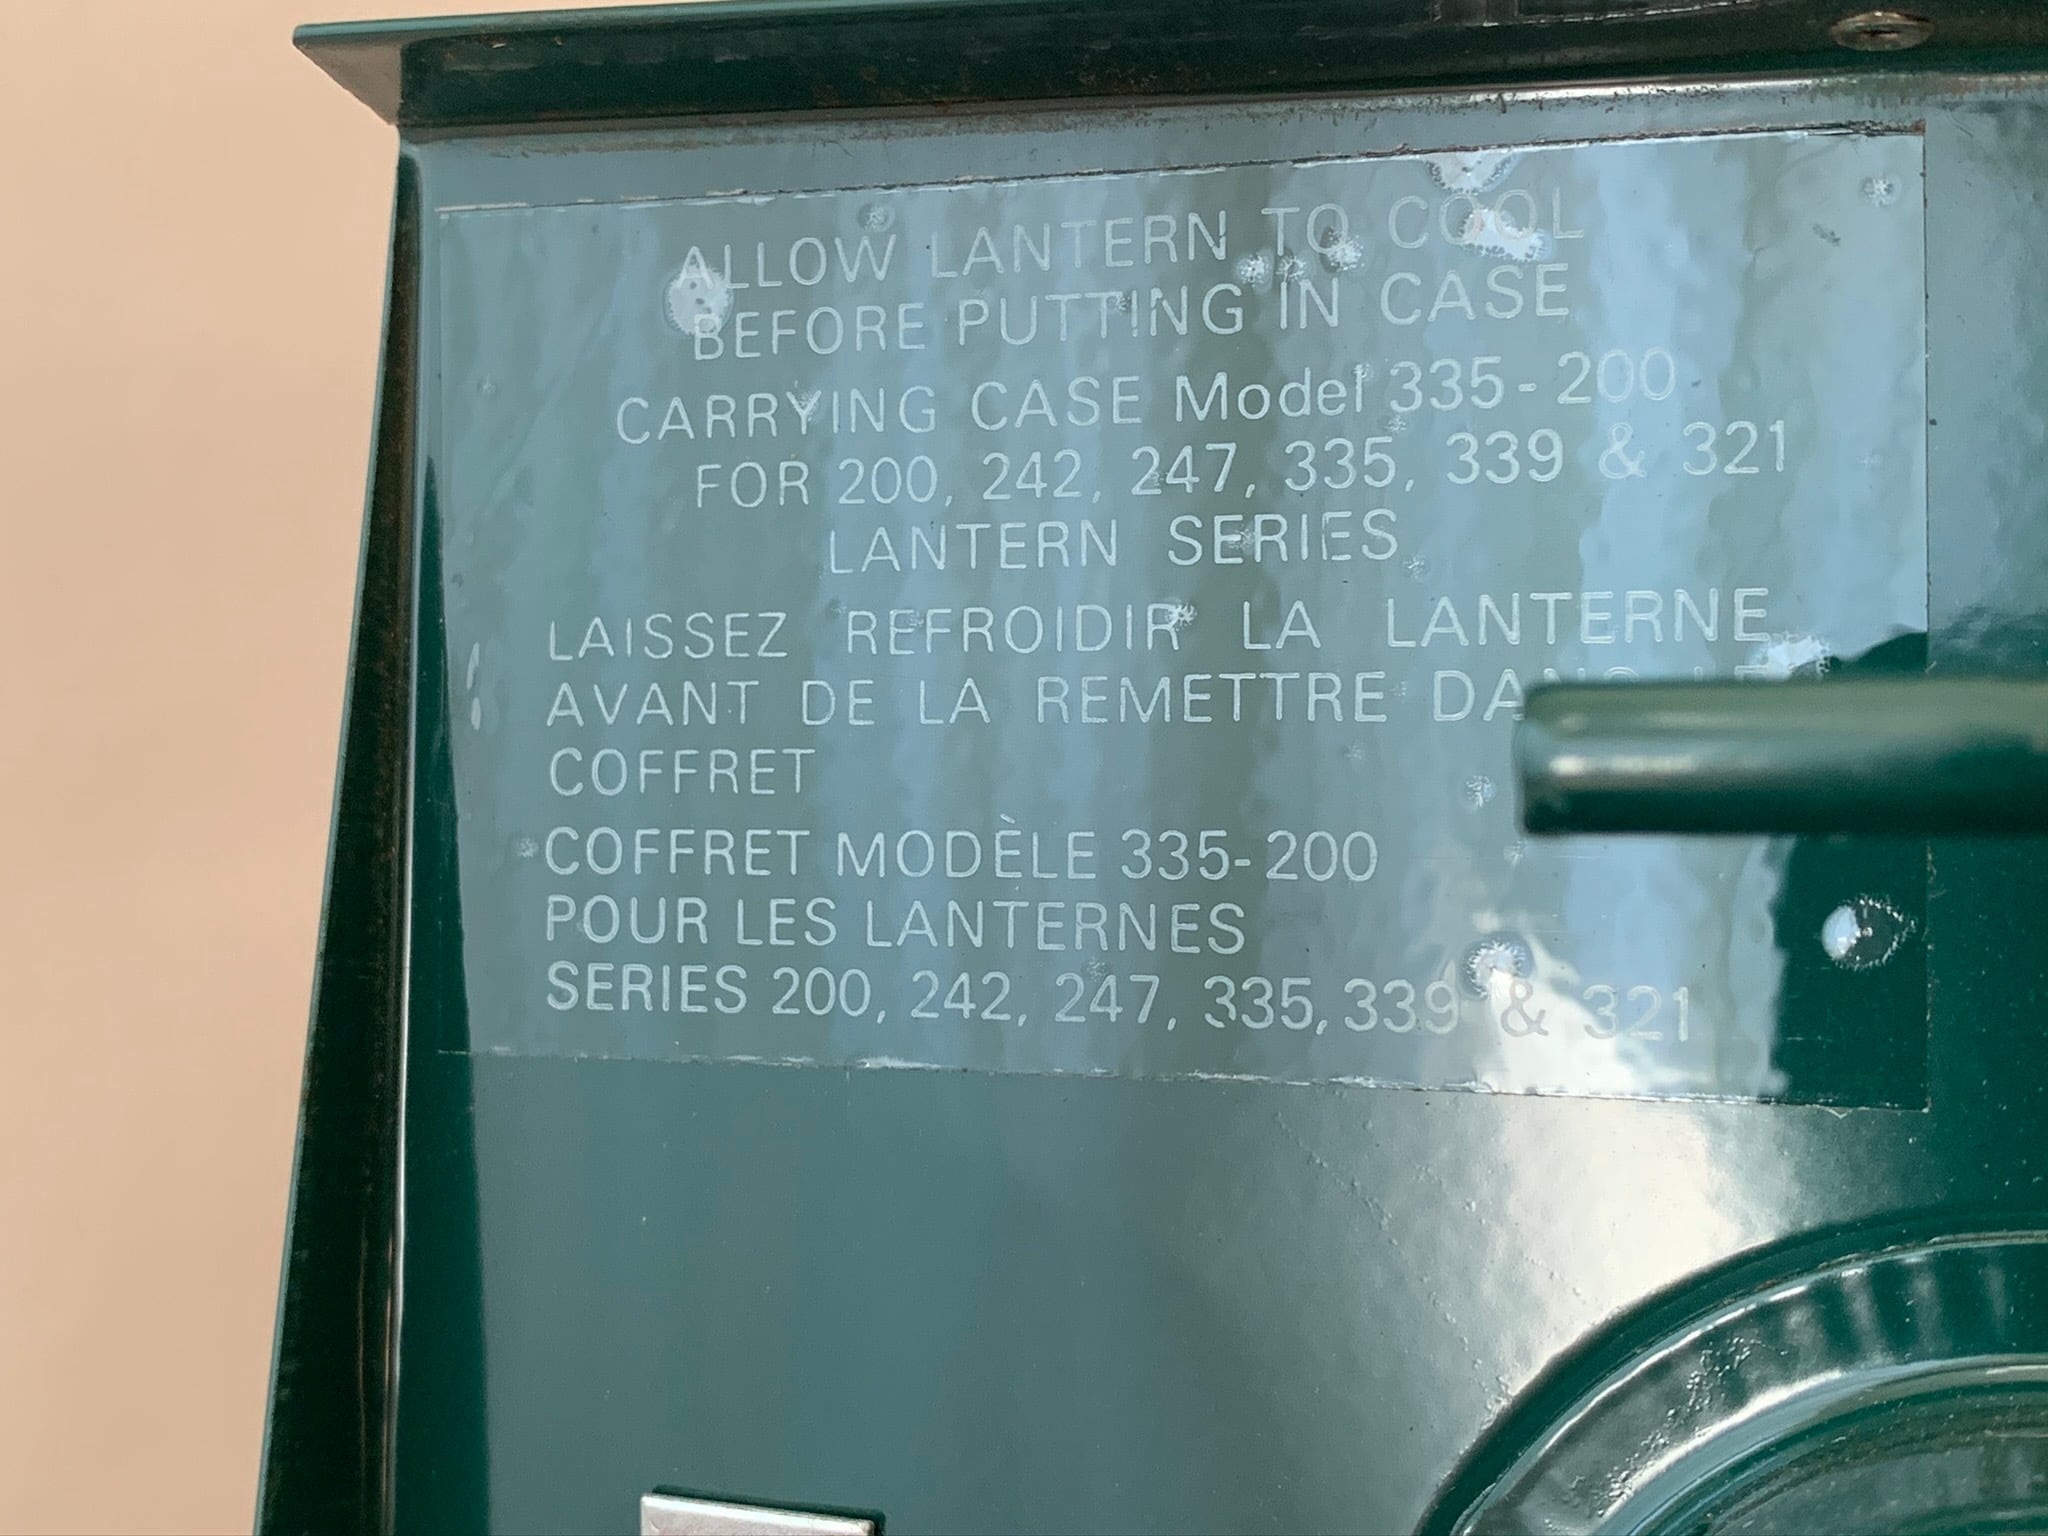 ALLOW LANTERN TO COOL
BEFORE PUTTING IN CASE
CARRYING CASE Model 335-200
FOR 200, 242, 247, 335, 339 & 321
LANTERN SERIES
LAISSEZ REFROIDIR LA LANTERNE
AVANT DE LA REMETTRE
COFFRET
COFFRET MODÈLE 335-200
POUR LES LANTERNES
SERIES 200, 242, 247, 335, 339 & 321